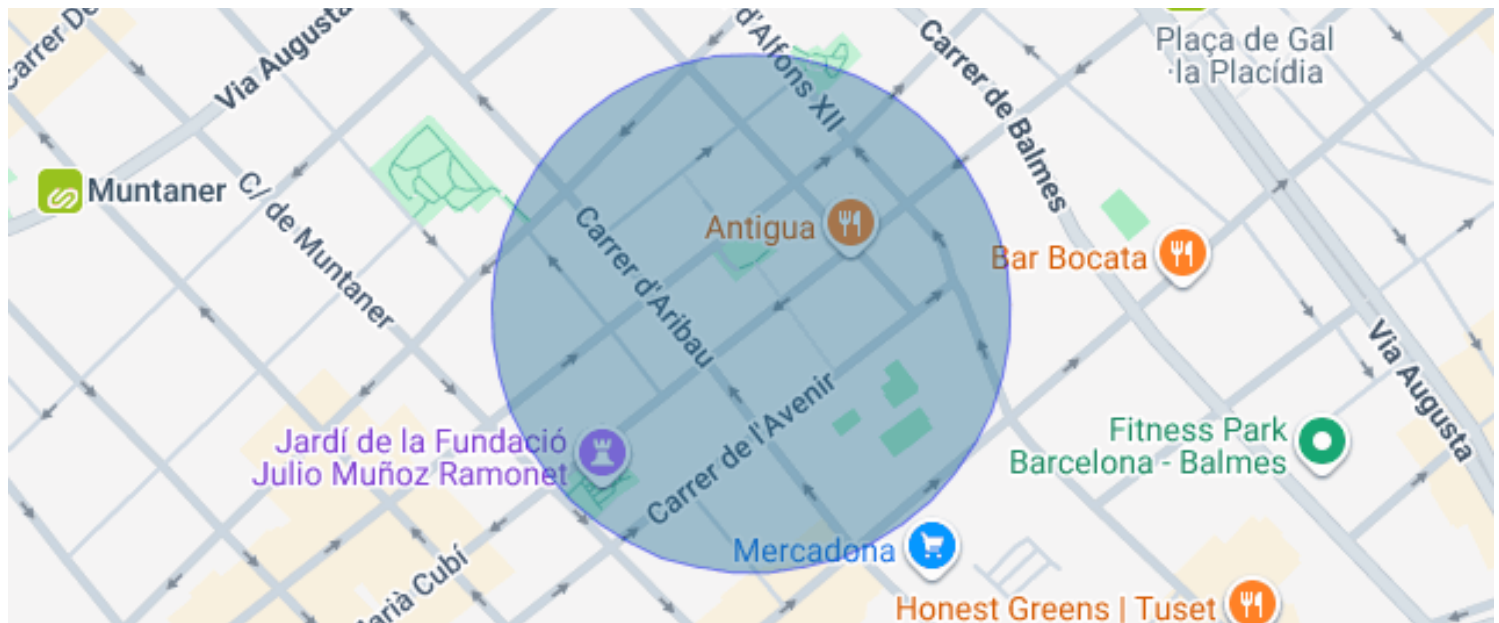 Carrer De
Via Augusta
d'Alfons XII
Carrer de Balmes
Plaça de Gal
·la Placídia
Muntaner
C/ de Muntaner
Carrer d'Aribau
Antigua
Bar Bocata
Via Augusta
Jardí de la Fundació
Julio Muñoz Ramonet
Carrer de l'Avenir
Fitness Park
Barcelona - Balmes
Mercadona
arià Cubí
Honest Greens | Tuset